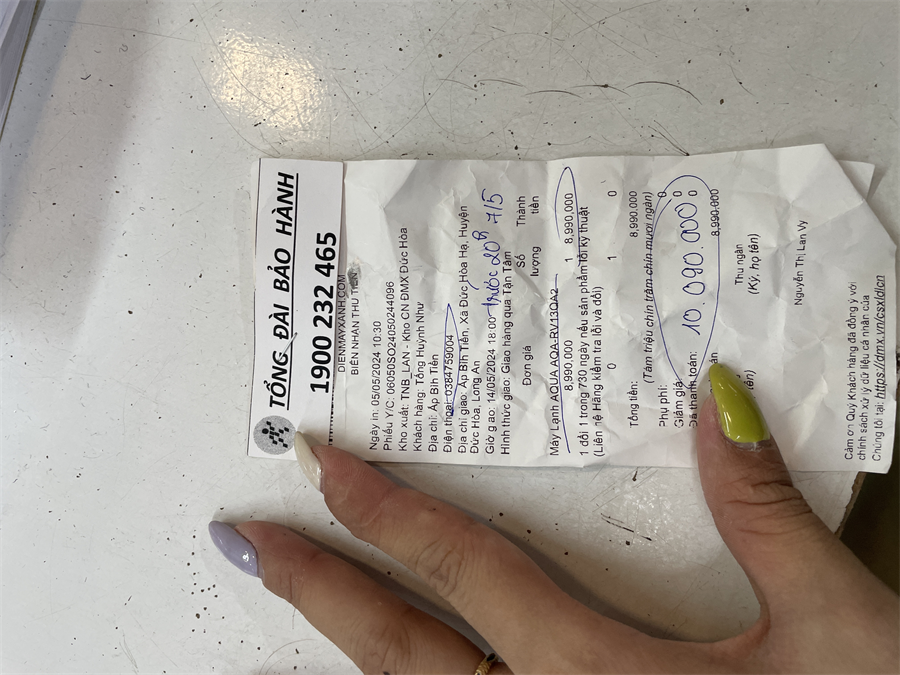 TỔNG ĐÀI BẢO HÀNH
1900 232 465
DIENMAYXANH.COM
BIÊN NHẬN THU TIỀN
Ngày in: 05/05/2024 10:30
Phiếu Y/C: 06050SO24050244096
Kho xuất: TNB_LAN - Kho CN ĐMX Đức Hòa
Khách hàng: Tống Huỳnh Như
Địa chỉ: Ấp Bih Tiền
Điện thoại: 0384759004
Địa chỉ giao: Ấp Bih Tiền, Xã Đức Hòa Hạ, Huyện
Đức Hòa, Long An
Giờ giao: 14/05/2024 18:00 trước 20h 7/5
Hình thức giao: Giao hàng qua Tận Tâm
Đơn giá Số lượng Thành tiền
Máy Lạnh AQUA AQA-RV13QA2
8,990,000 1 8,990,000
1 đổi 1 trong 730 ngày nếu sản phẩm lỗi kỹ thuật
(Liên hệ Hãng kiểm tra lỗi và đổi)
0 1 0
Tổng tiền: 8,990,000
(Tám triệu chín trăm chín mươi ngàn)
Phụ phí: 0
Giảm giá: 0
Đã thanh toán: 10.090.000 0
8,990,000
Thu ngân
(Ký, họ tên)
Nguyễn Thị Lan Vy
Cảm ơn Quý Khách hàng đã đồng ý với
chính sách xử lý dữ liệu cá nhân của
Chúng tôi tại: https://dmx.vn/csxldlcn